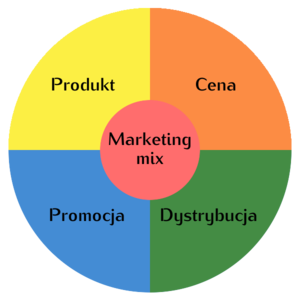 Produkt
Cena
Marketing
mix
Promocja
Dystrybucja